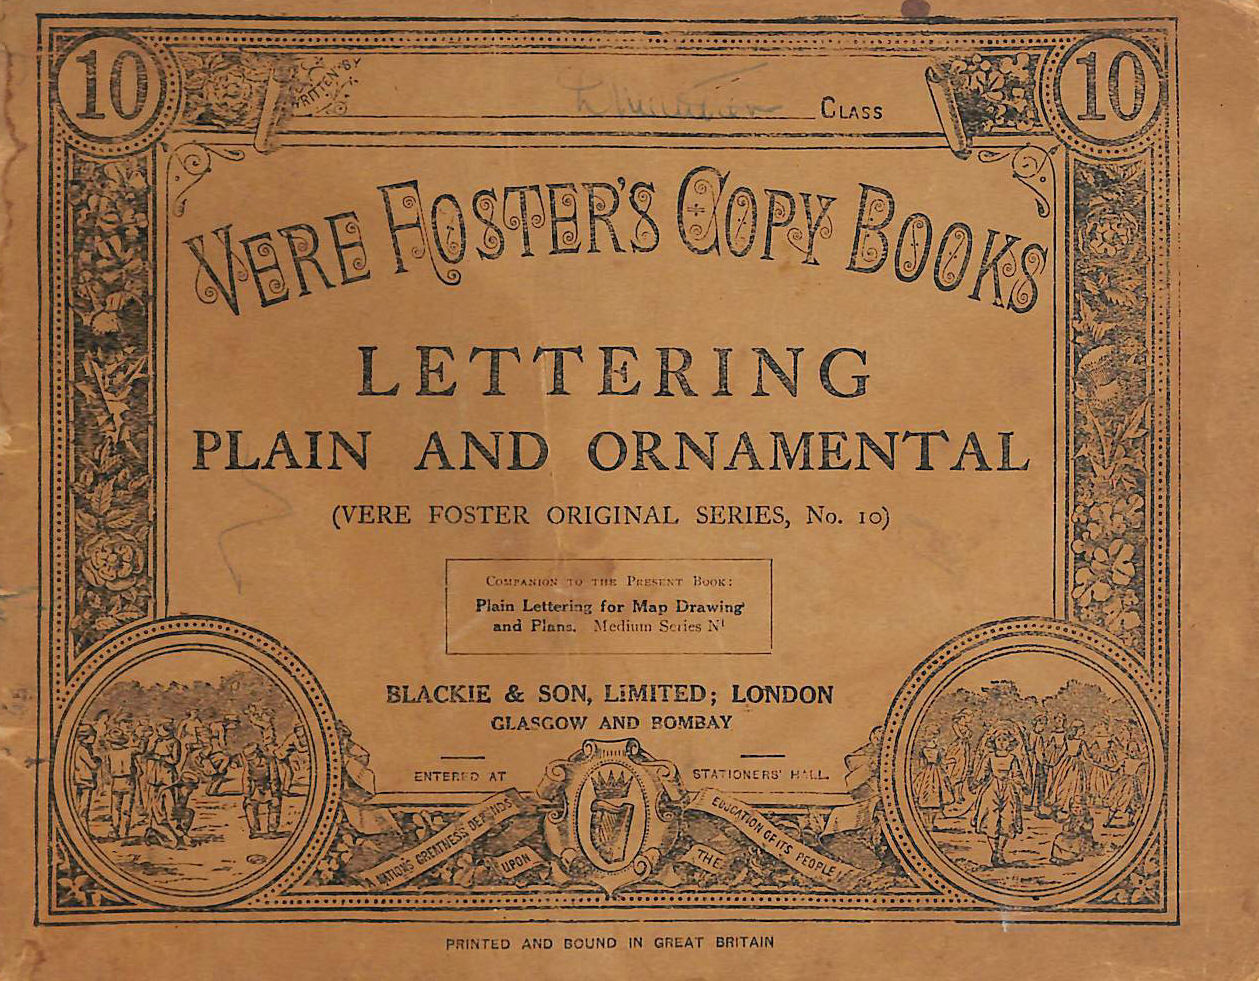 10 10
WRITTEN BY
CLASS
VERE FOSTER'S COPY BOOKS
LETTERING
PLAIN AND ORNAMENTAL
(VERE FOSTER ORIGINAL SERIES, No. 10)
COMPANION TO THE PRESENT BOOK:
Plain Lettering for Map Drawing
and Plans. Medium Series N¹
BLACKIE & SON, LIMITED; LONDON
GLASGOW AND BOMBAY
ENTERED AT STATIONERS' HALL.
A NATIONS GREATNESS DEPENDS UPON THE EDUCATION OF ITS PEOPLE
PRINTED AND BOUND IN GREAT BRITAIN